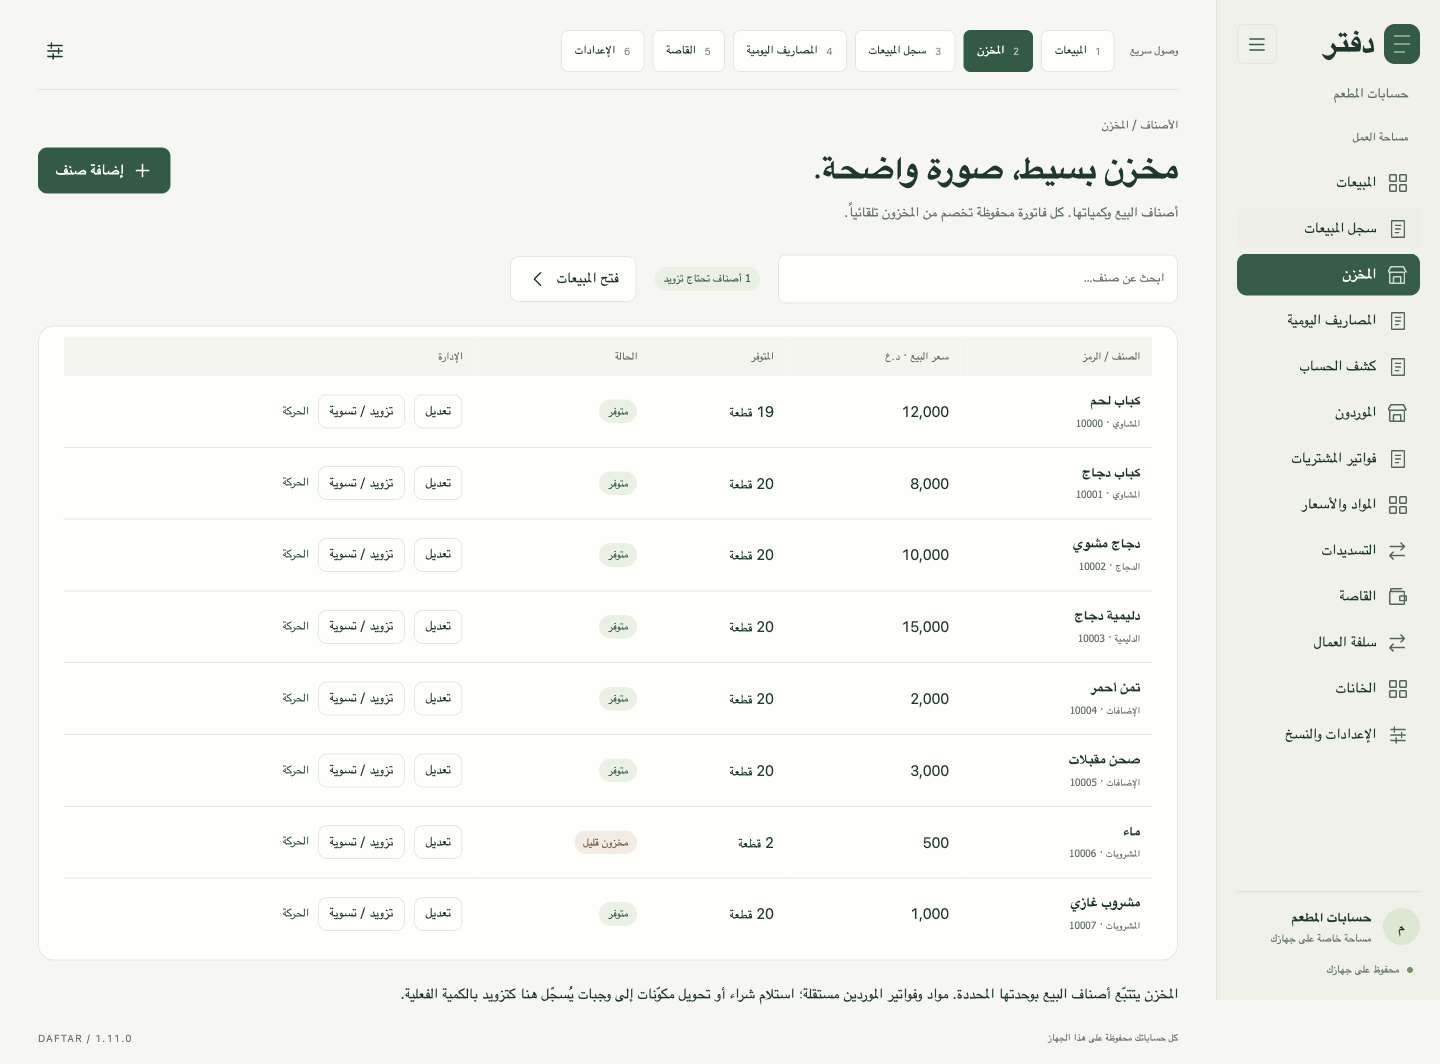 دفتر
حسابات المطعم
مساحة العمل
المبيعات
سجل المبيعات
المخزن
المصاريف اليومية
كشف الحساب
الموردون
فواتير المشتريات
المواد والأسعار
التسديدات
القاصة
سلفة العمال
الخانات
الإعدادات والنسخ
م
حسابات المطعم
مساحة خاصة على جهازك
محفوظ على جهازك
وصول سريع
1 المبيعات
2 المخزن
3 سجل المبيعات
4 المصاريف اليومية
5 القاصة
6 الإعدادات
الأصناف / المخزن
مخزن بسيط، صورة واضحة.
أصناف البيع وكمياتها. كل فاتورة محفوظة تخصم من المخزون تلقائياً.
إضافة صنف
ابحث عن صنف...
1 أصناف تحتاج تزويد
فتح المبيعات
الصنف / الرمز سعر البيع · د.ع المتوفر الحالة الإدارة
كباب لحم
المشاوي · 10000
12,000 19 قطعة متوفر تعديل تزويد / تسوية الحركة
كباب دجاج
المشاوي · 10001
8,000 20 قطعة متوفر تعديل تزويد / تسوية الحركة
دجاج مشوي
الدجاج · 10002
10,000 20 قطعة متوفر تعديل تزويد / تسوية الحركة
دليمية دجاج
الدليمية · 10003
15,000 20 قطعة متوفر تعديل تزويد / تسوية الحركة
تمن أحمر
الإضافات · 10004
2,000 20 قطعة متوفر تعديل تزويد / تسوية الحركة
صحن مقبلات
الإضافات · 10005
3,000 20 قطعة متوفر تعديل تزويد / تسوية الحركة
ماء
المشروبات · 10006
500 2 قطعة مخزون قليل تعديل تزويد / تسوية الحركة
مشروب غازي
المشروبات · 10007
1,000 20 قطعة متوفر تعديل تزويد / تسوية الحركة
المخزن يتتبّع أصناف البيع بوحدتها المحددة. مواد وفواتير الموردين مستقلة؛ استلام شراء أو تحويل مكوّنات إلى وجبات يُسجّل هنا كتزويد بالكمية الفعلية.
كل حساباتك محفوظة على هذا الجهاز
DAFTAR / 1.11.0